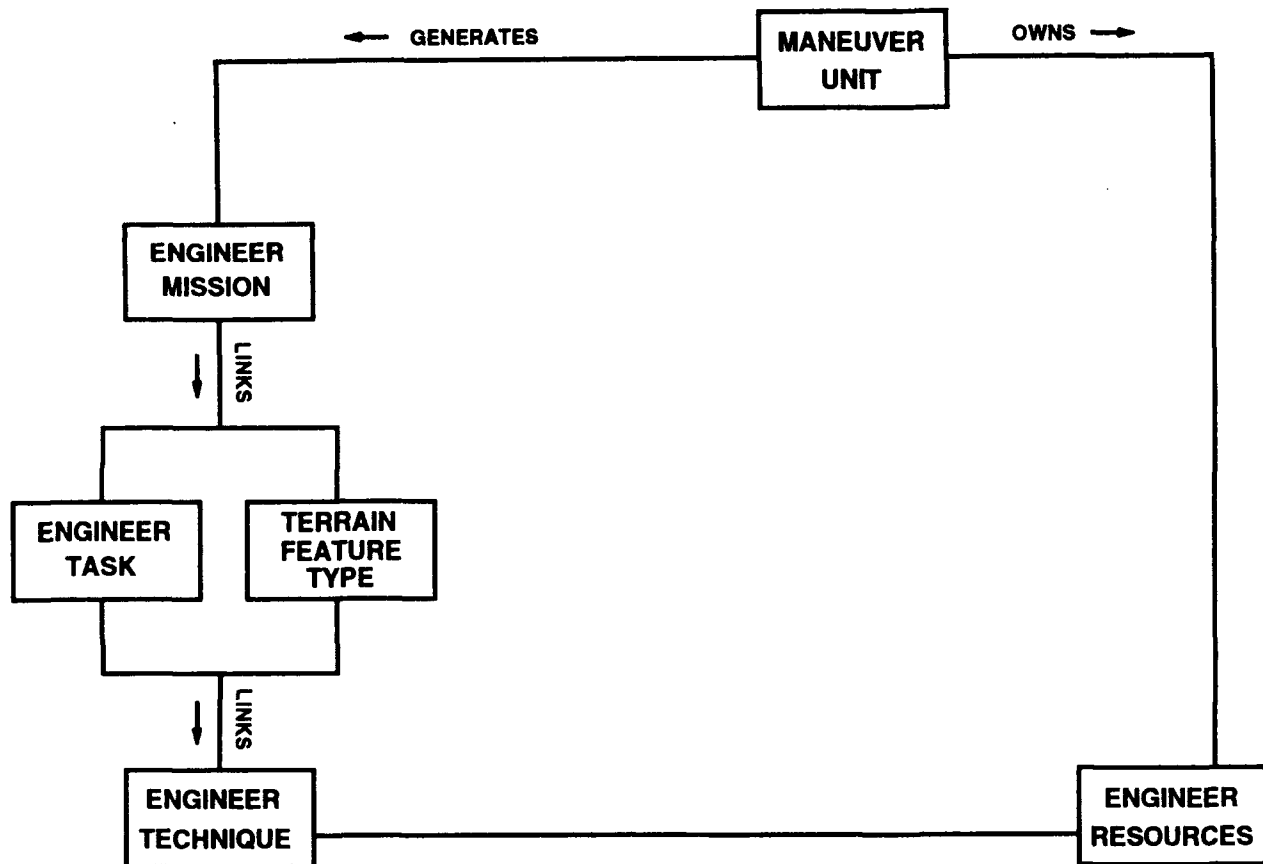 GENERATES
MANEUVER
UNIT
OWNS
ENGINEER
MISSION
LINKS
ENGINEER
TASK
TERRAIN
FEATURE
TYPE
LINKS
ENGINEER
TECHNIQUE
ENGINEER
RESOURCES